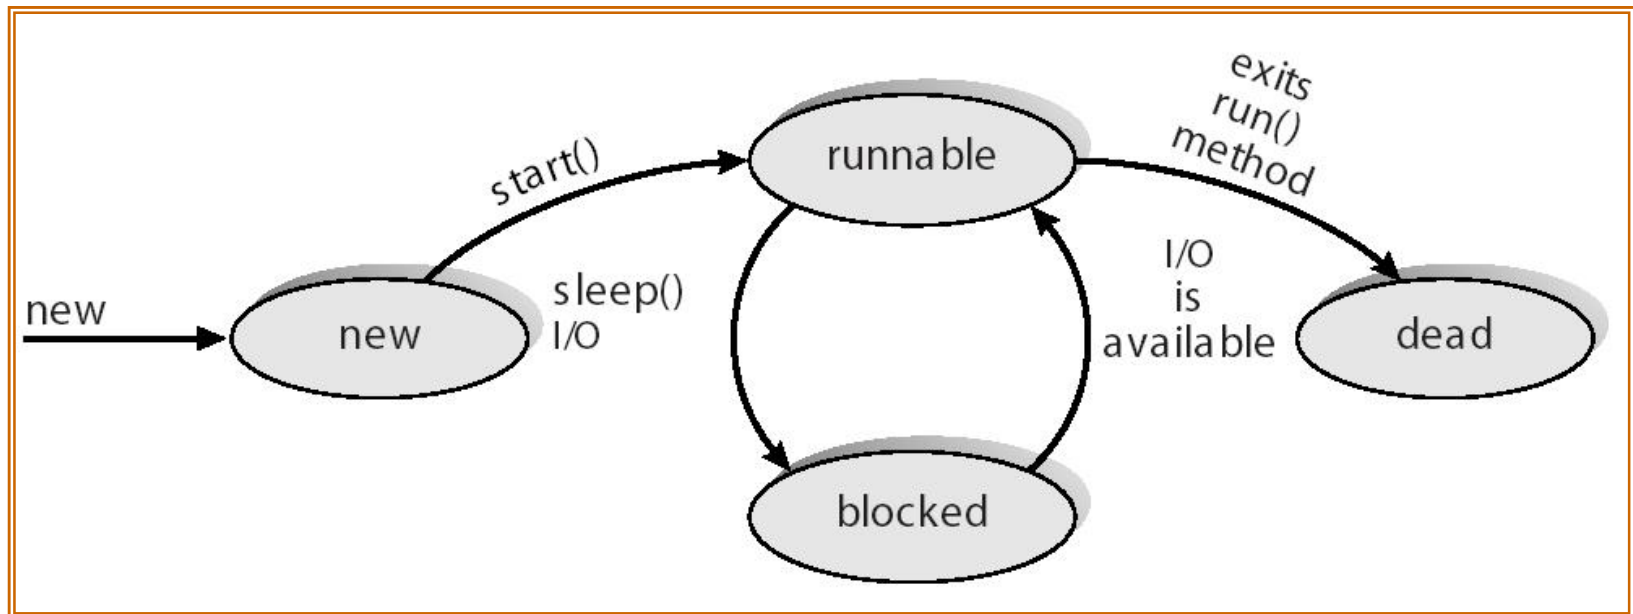 new
new
start()
sleep()
I/O
runnable
blocked
I/O
is
available
exits
run()
method
dead